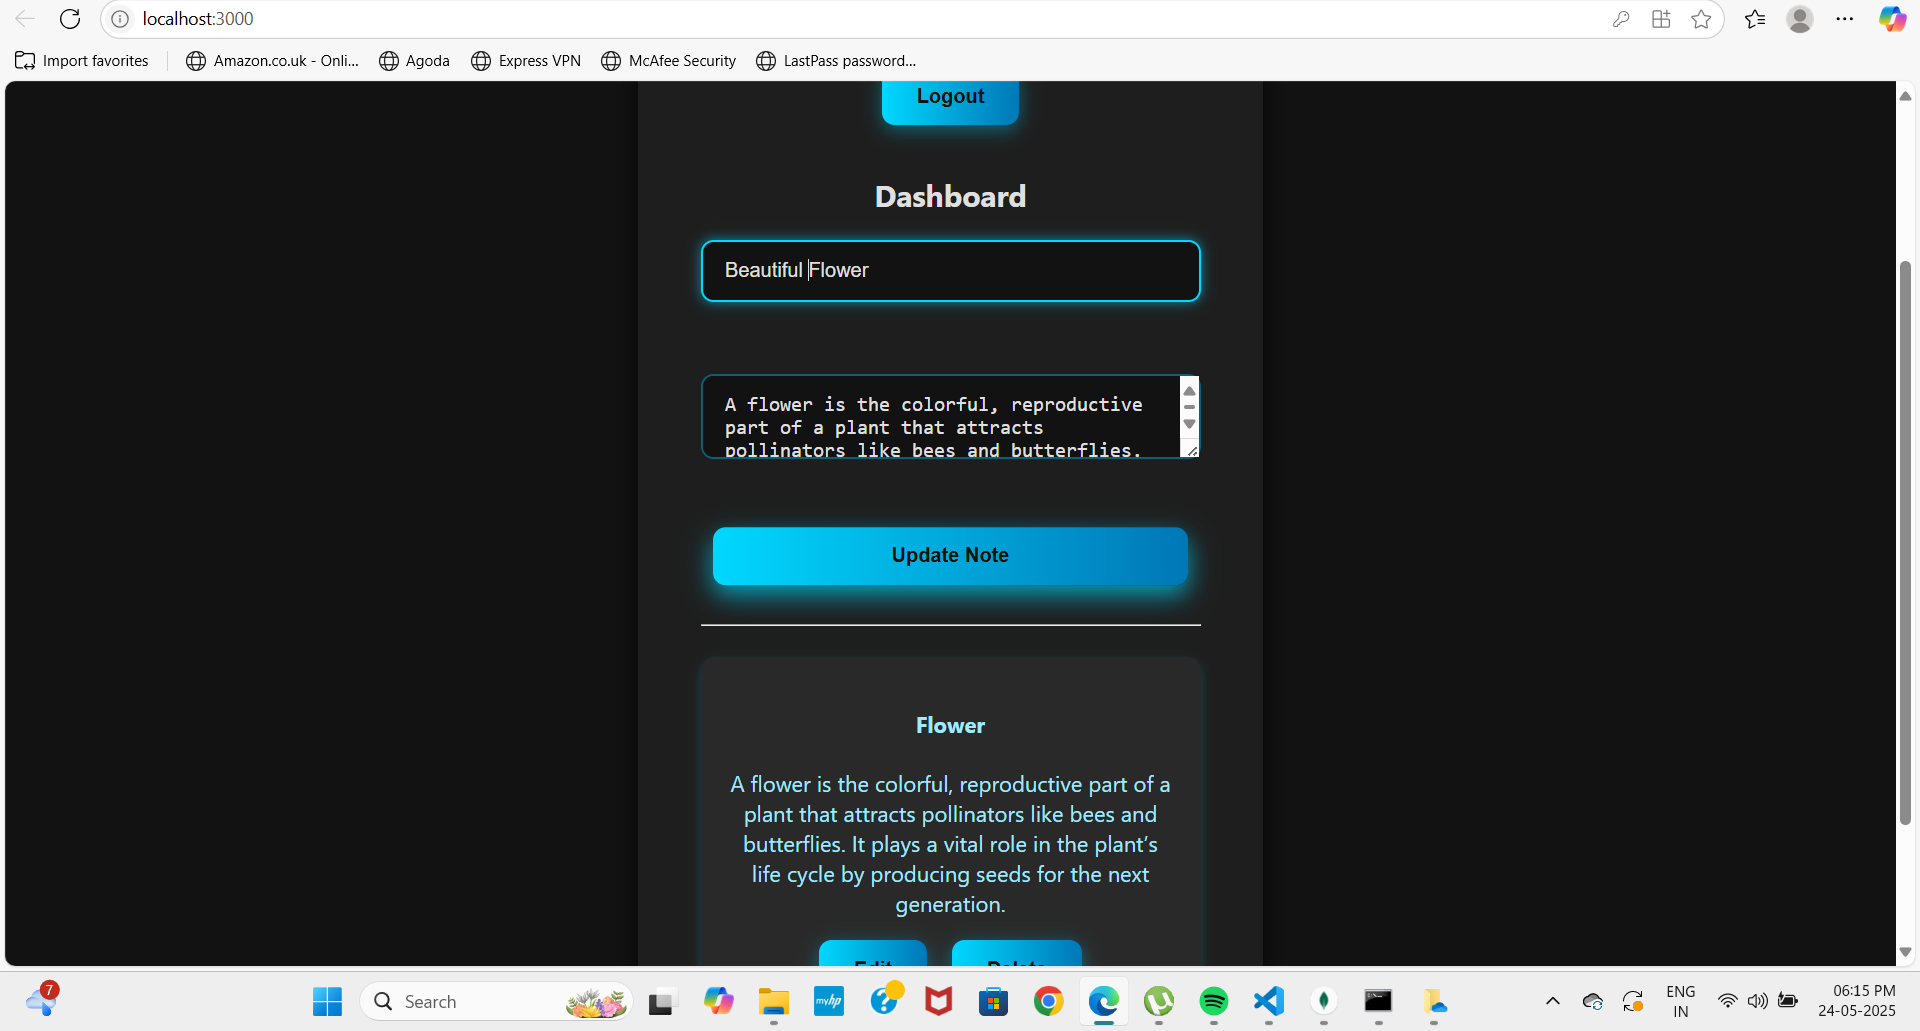 localhost:3000
Import favorites
Amazon.co.uk - Onli...
Agoda
Express VPN
McAfee Security
LastPass password...
Logout
Dashboard
Beautiful Flower
A flower is the colorful, reproductive
part of a plant that attracts
pollinators like bees and butterflies.
Update Note
Flower
A flower is the colorful, reproductive part of a
plant that attracts pollinators like bees and
butterflies. It plays a vital role in the plant’s
life cycle by producing seeds for the next
generation.
Edit
Delete
7
Search
myhp
ENG
IN
06:15 PM
24-05-2025